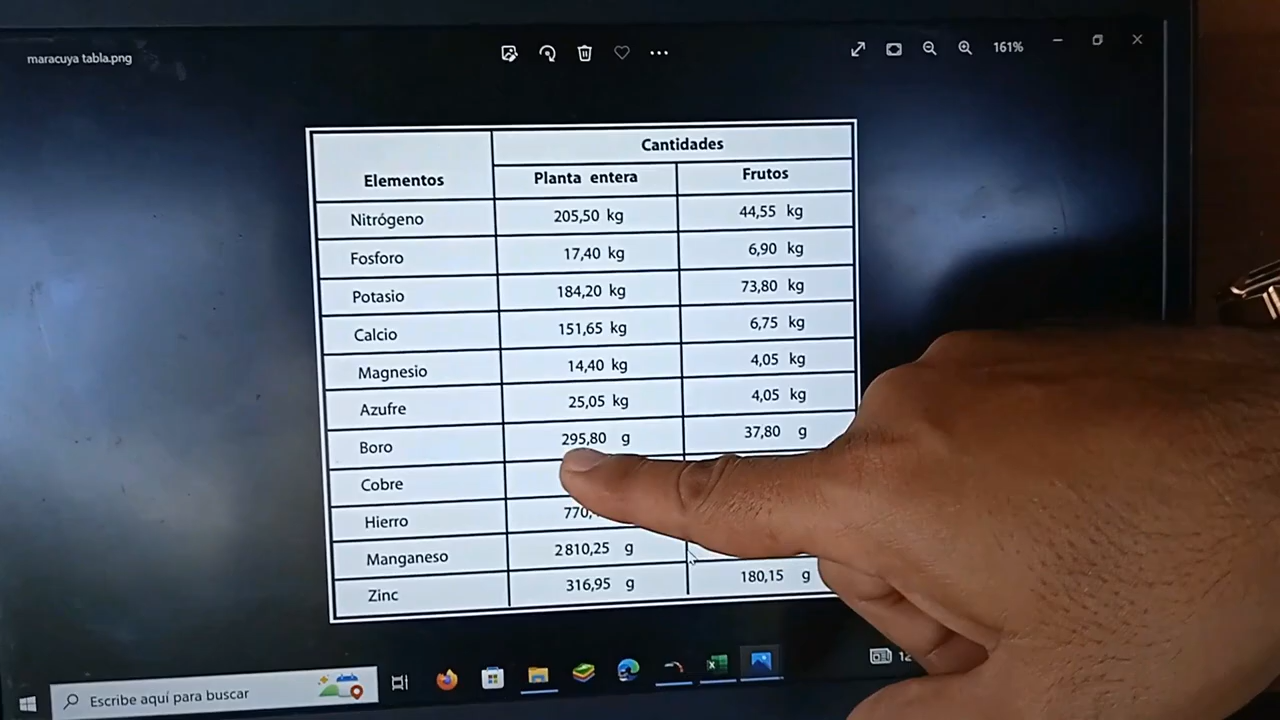 maracuya tabla.png
161%
Cantidades
Elementos Planta entera Frutos
Nitrógeno 205,50 kg 44,55 kg
Fosforo 17,40 kg 6,90 kg
Potasio 184,20 kg 73,80 kg
Calcio 151,65 kg 6,75 kg
Magnesio 14,40 kg 4,05 kg
Azufre 25,05 kg 4,05 kg
Boro 295,80 g 37,80 g
Cobre
Hierro 770,
Manganeso 2810,25 g
Zinc 316,95 g 180,15 g
Escribe aquí para buscar